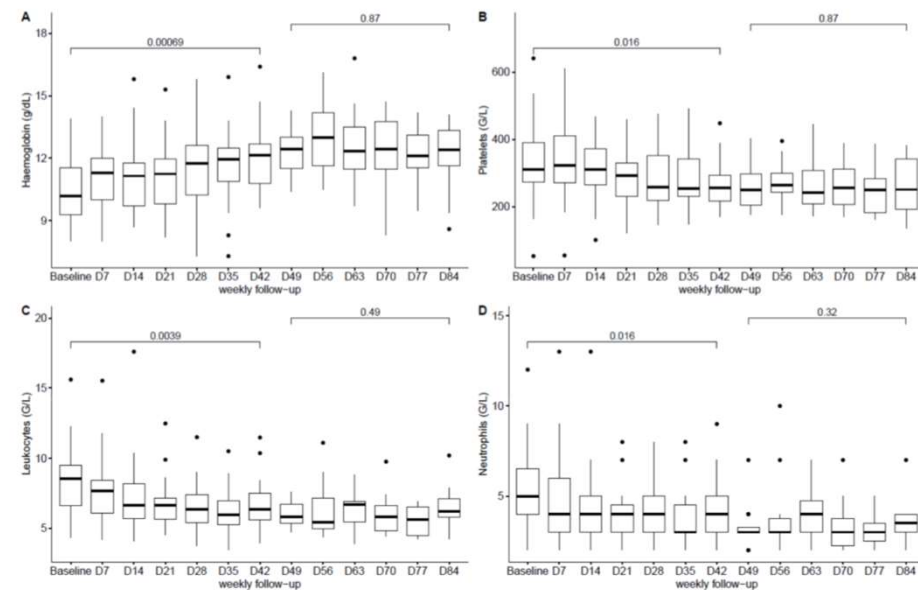 A
0.87
0.00069
18
15
12
9
Haemoglobin (g/dL)
Baseline D7 D14 D21 D28 D35 D42 D49 D56 D63 D70 D77 D84
weekly follow-up
B
0.87
0.016
600
400
200
Platelets (G/L)
Baseline D7 D14 D21 D28 D35 D42 D49 D56 D63 D70 D77 D84
weekly follow-up
C
0.49
0.0039
20
15
10
5
Leukocytes (G/L)
Baseline D7 D14 D21 D28 D35 D42 D49 D56 D63 D70 D77 D84
weekly follow-up
D
0.32
0.016
15
10
5
Neutrophils (G/L)
Baseline D7 D14 D21 D28 D35 D42 D49 D56 D63 D70 D77 D84
weekly follow-up